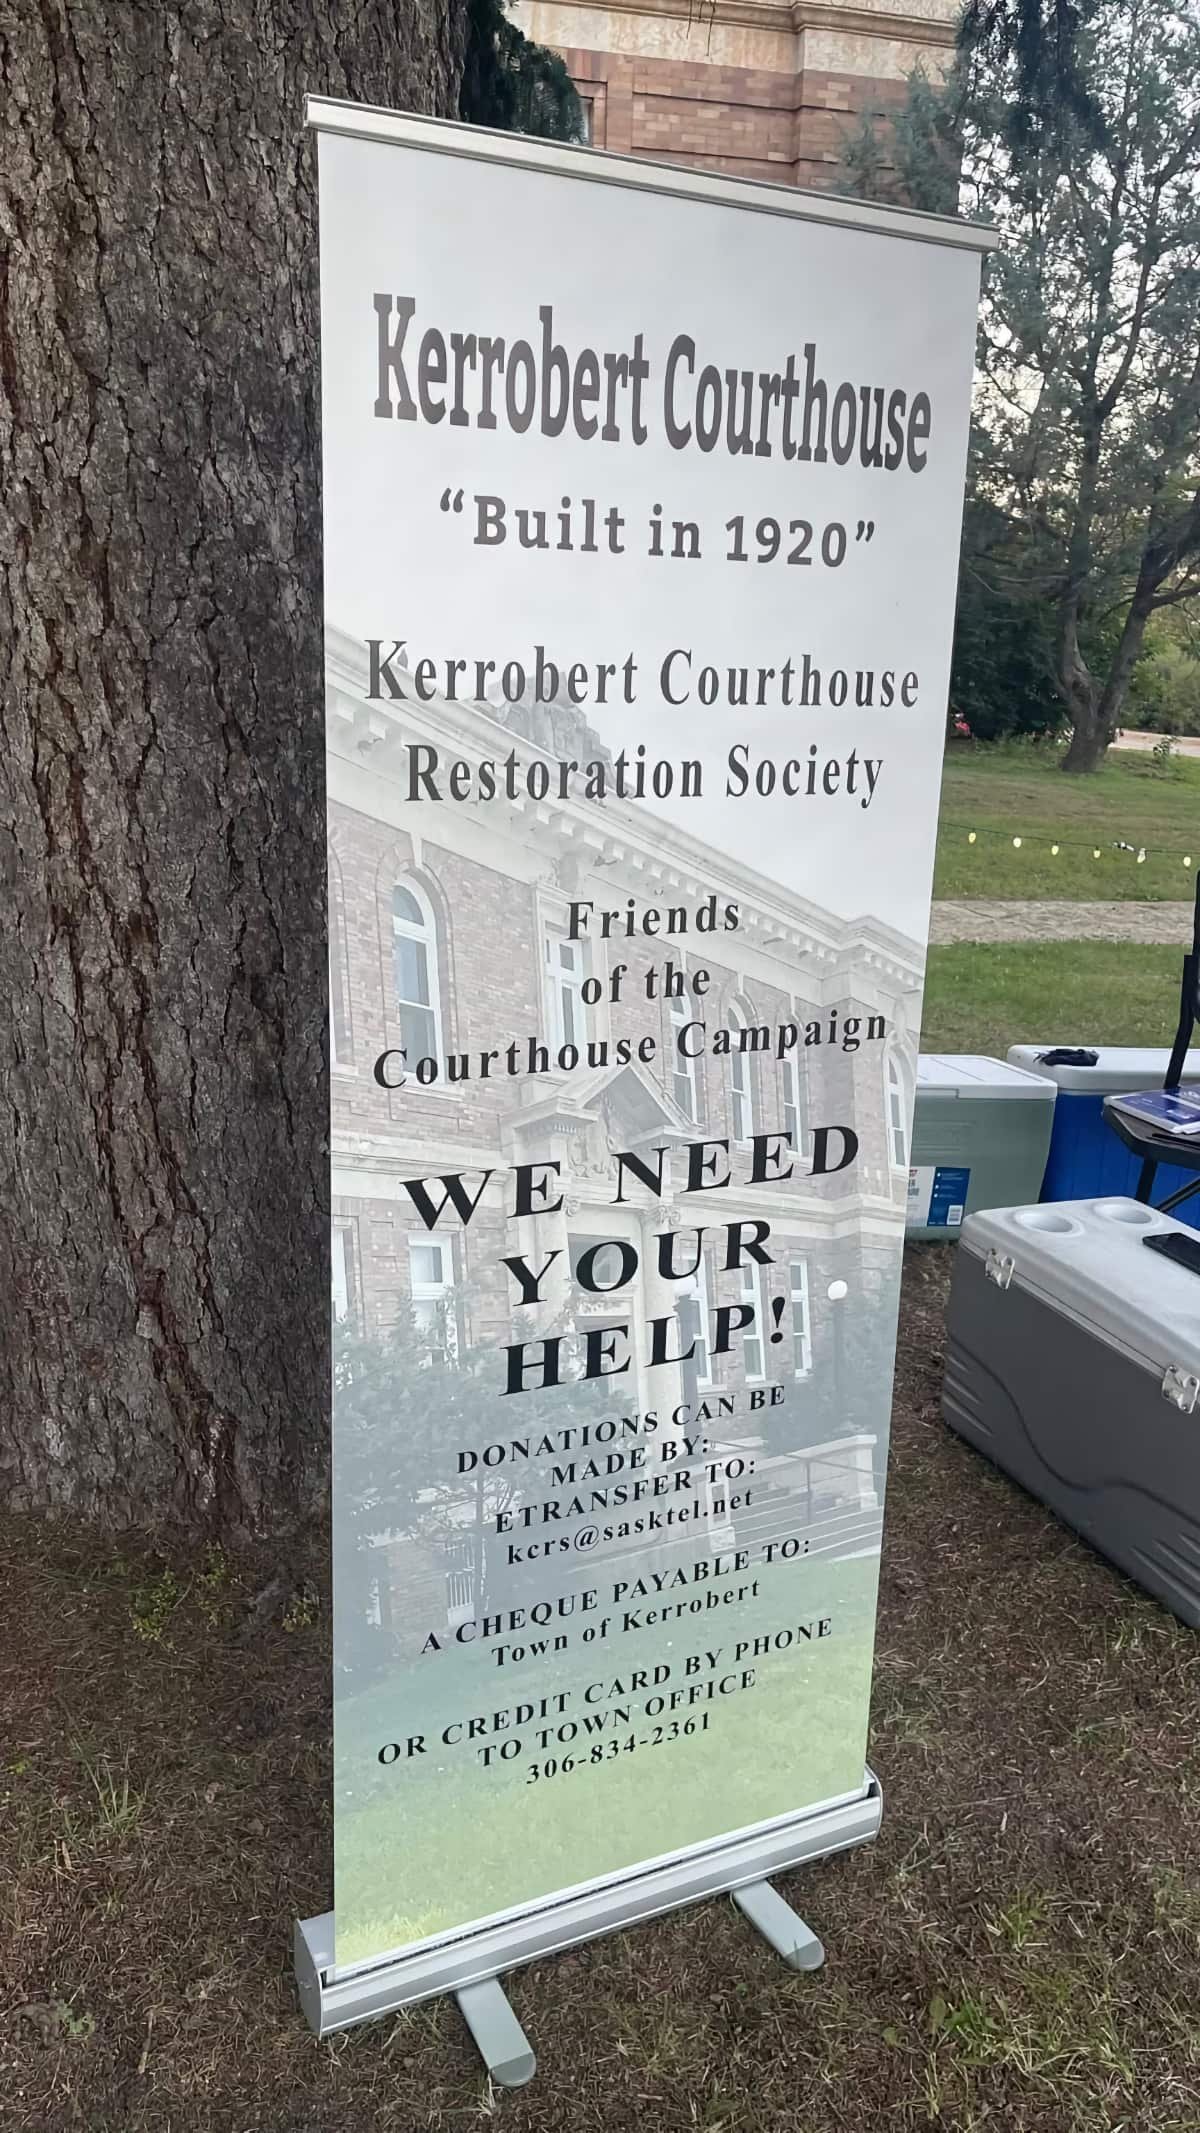 Kerrobert Courthouse
“Built in 1920”
Kerrobert Courthouse
Restoration Society
Friends
of the
Courthouse Campaign
WE NEED
YOUR
HELP!
DONATIONS CAN BE
MADE BY:
ETRANSFER TO:
kcrs@sasktel.net
A CHEQUE PAYABLE TO:
Town of Kerrobert
OR CREDIT CARD BY PHONE
TO TOWN OFFICE
306-834-2361